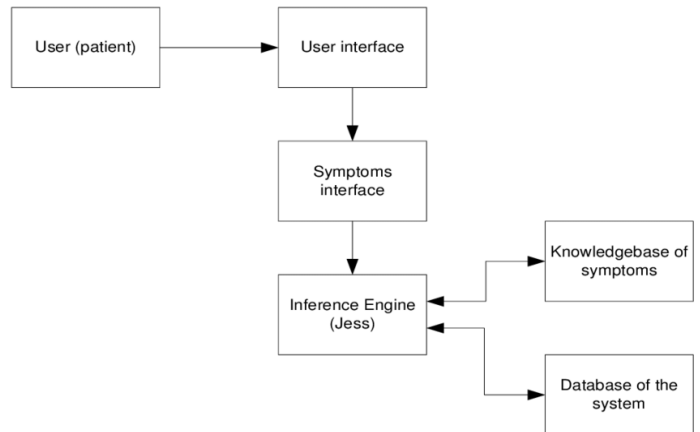 User (patient)
User interface
Symptoms
interface
Knowledgebase of
symptoms
Inference Engine
(Jess)
Database of the
system